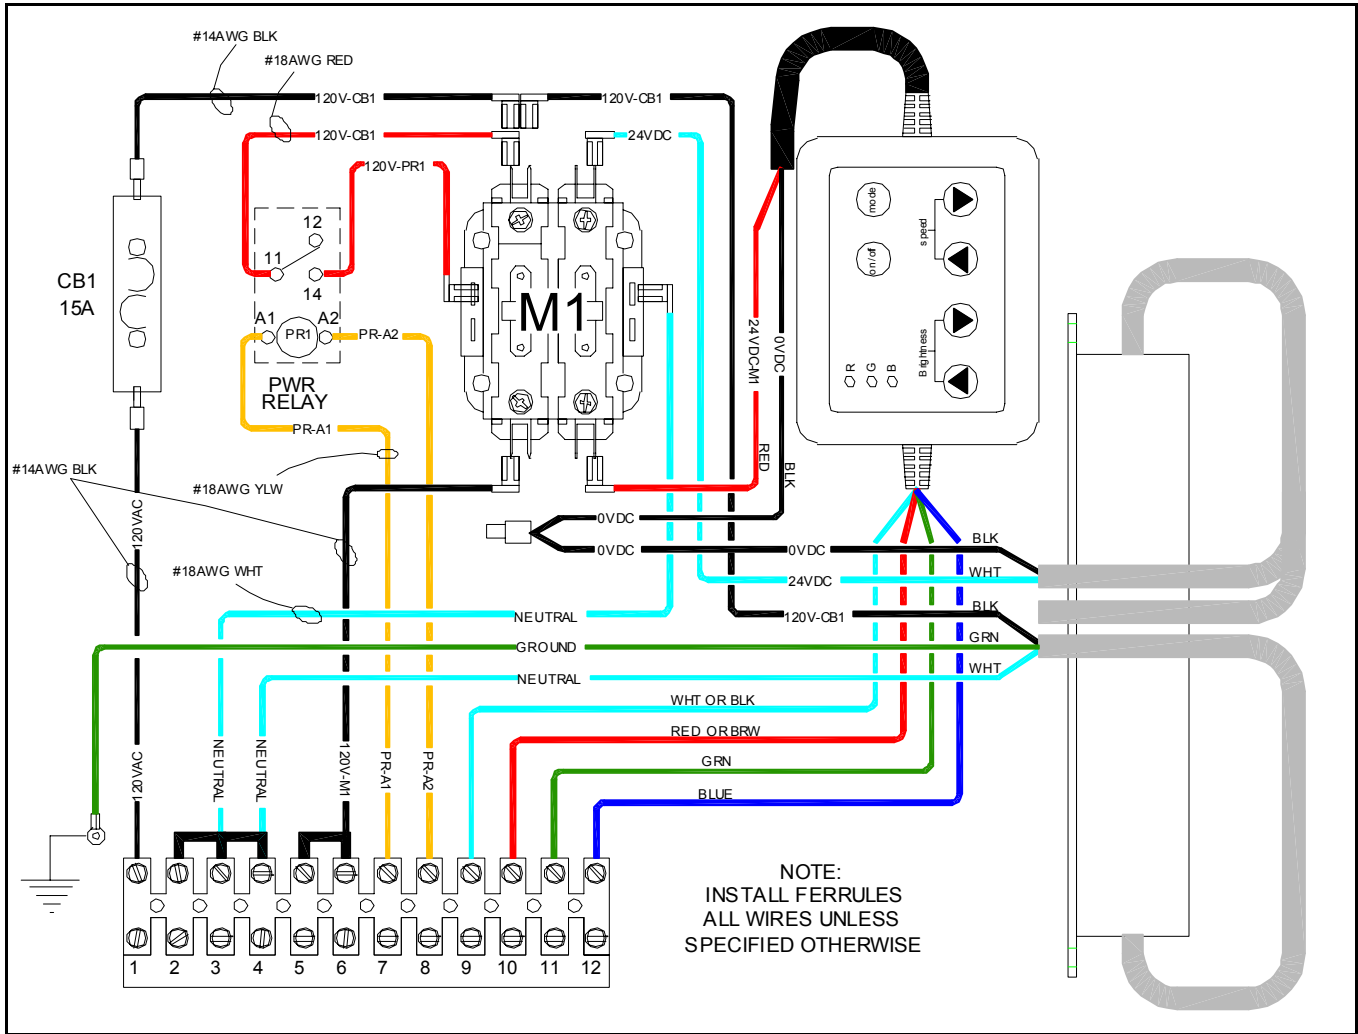 #14AWG BLK
#18AWG RED
120V-CB1
120V-CB1
120V-CB1
24VDC
120V-PR1
12
11
14
A1
A2
PR1
PR-A2
PWR
RELAY
CB1
15A
M1
mode
on/off
speed
Brightness
R
G
B
24VDC-M1
0VDC
RED
BLK
PR-A1
#14AWG BLK
#18AWG YLW
120VAC
0VDC
0VDC
0VDC
BLK
#18AWG WHT
24VDC
WHT
NEUTRAL
120V-CB1
BLK
GROUND
GRN
NEUTRAL
WHT
WHT OR BLK
RED OR BRW
GRN
BLUE
120VAC
NEUTRAL
NEUTRAL
120V-M1
PR-A1
PR-A2
NOTE:
INSTALL FERRULES
ALL WIRES UNLESS
SPECIFIED OTHERWISE
1 2 3 4 5 6 7 8 9 10 11 12